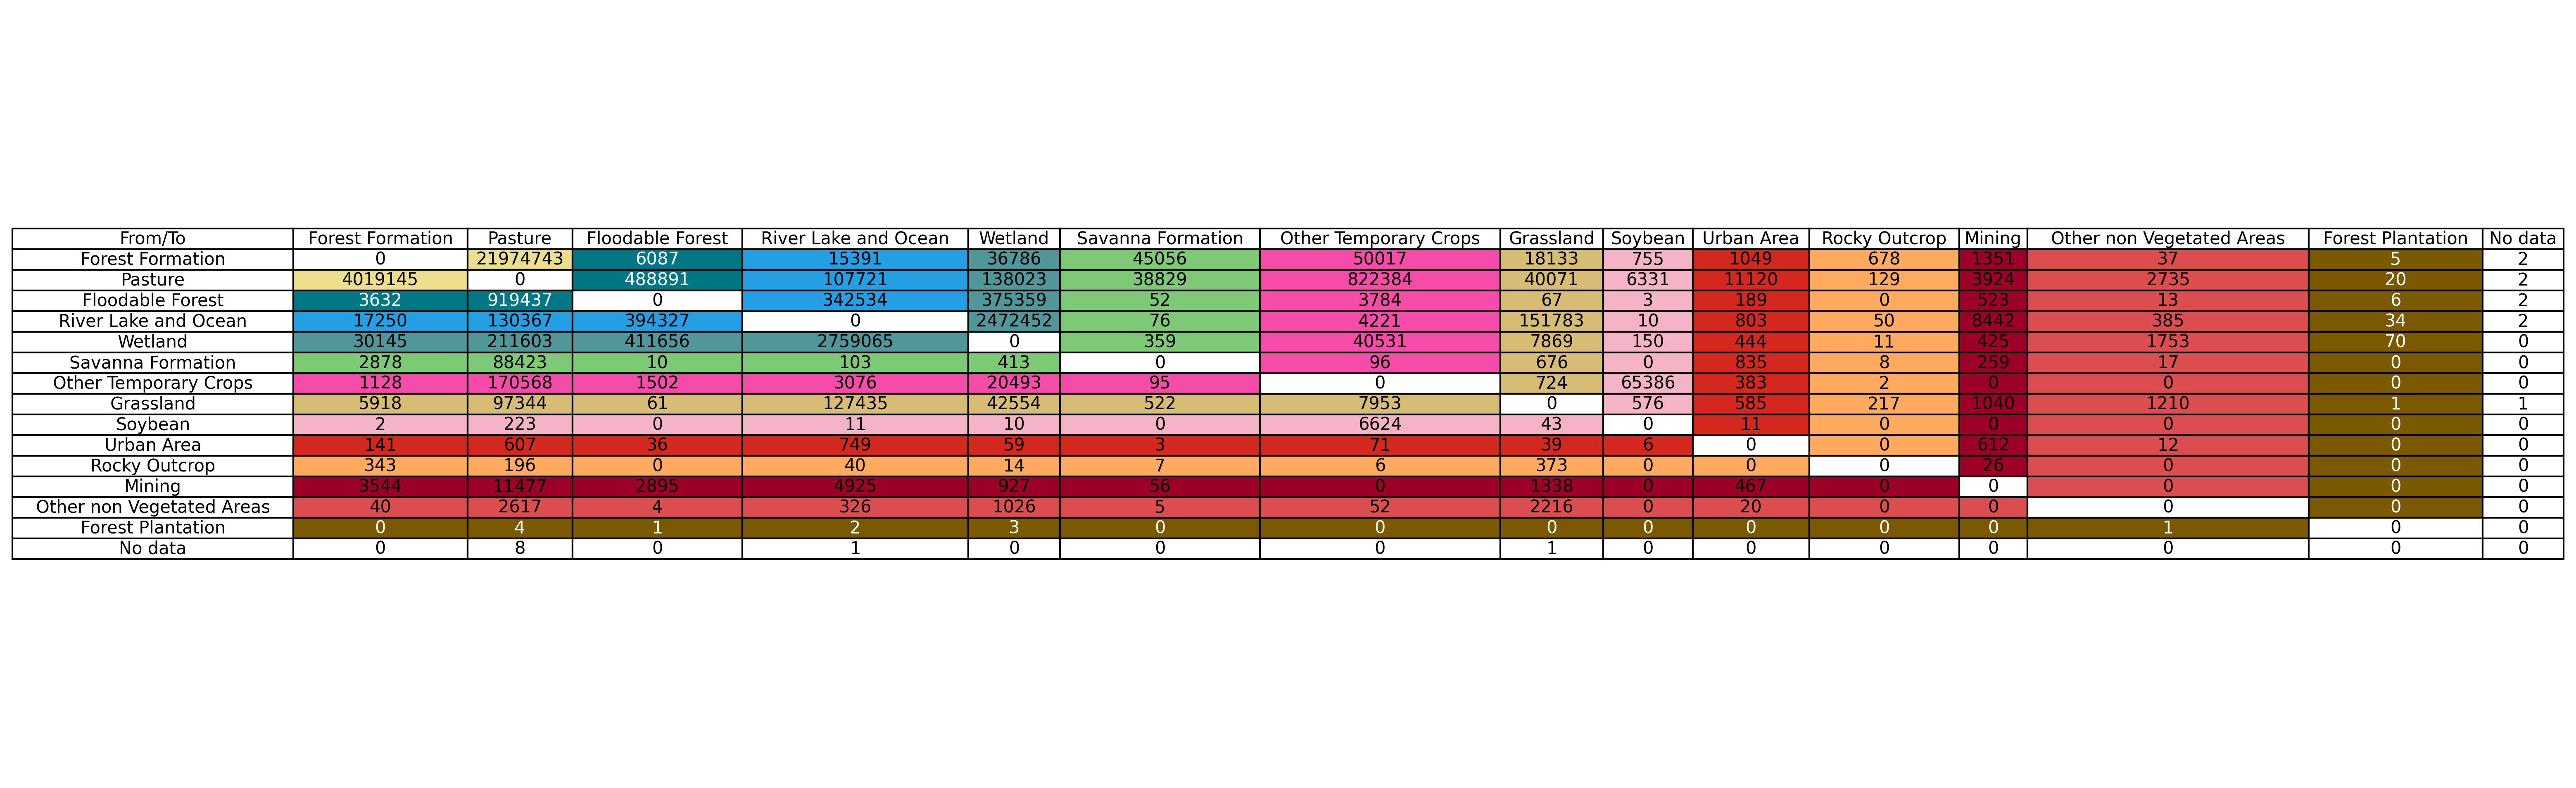 From/To Forest Formation Pasture Floodable Forest River Lake and Ocean Wetland Savanna Formation Other Temporary Crops Grassland Soybean Urban Area Rocky Outcrop Mining Other non Vegetated Areas Forest Plantation No data
Forest Formation 0 21974743 6087 15391 36786 45056 50017 18133 755 1049 678 1351 37 5 2
Pasture 4019145 0 488891 107721 138023 38829 822384 40071 6331 11120 129 3924 2735 20 2
Floodable Forest 3632 919437 0 342534 375359 52 3784 67 3 189 0 523 13 6 2
River Lake and Ocean 17250 130367 394327 0 2472452 76 4221 151783 10 803 50 8442 385 34 2
Wetland 30145 211603 411656 2759065 0 359 40531 7869 150 444 11 425 1753 70 0
Savanna Formation 2878 88423 10 103 413 0 96 676 0 835 8 259 17 0 0
Other Temporary Crops 1128 170568 1502 3076 20493 95 0 724 65386 383 2 0 0 0 0
Grassland 5918 97344 61 127435 42554 522 7953 0 576 585 217 1040 1210 1 1
Soybean 2 223 0 11 10 0 6624 43 0 11 0 0 0 0 0
Urban Area 141 607 36 749 59 3 71 39 6 0 0 612 12 0 0
Rocky Outcrop 343 196 0 40 14 7 6 373 0 0 0 26 0 0 0
Mining 3544 11477 2895 4925 927 56 0 1338 0 467 0 0 0 0 0
Other non Vegetated Areas 40 2617 4 326 1026 5 52 2216 0 20 0 0 0 0 0
Forest Plantation 0 4 1 2 3 0 0 0 0 0 0 0 1 0 0
No data 0 8 0 1 0 0 0 1 0 0 0 0 0 0 0